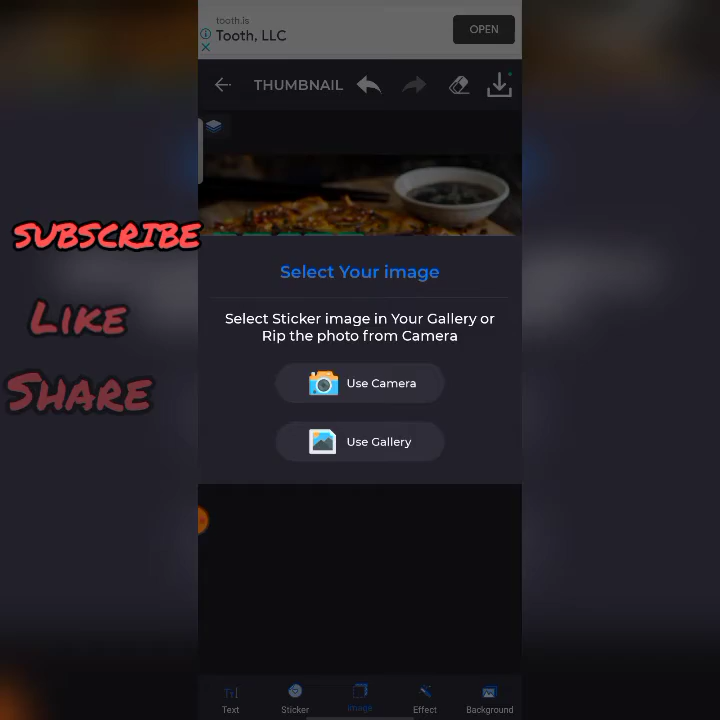 tooth.is
Tooth, LLC
OPEN
THUMBNAIL
SUBSCRIBE
LIKE
SHARE
Select Your image
Select Sticker image in Your Gallery or
Rip the photo from Camera
Use Camera
Use Gallery
Text
Sticker
Image
Effect
Background